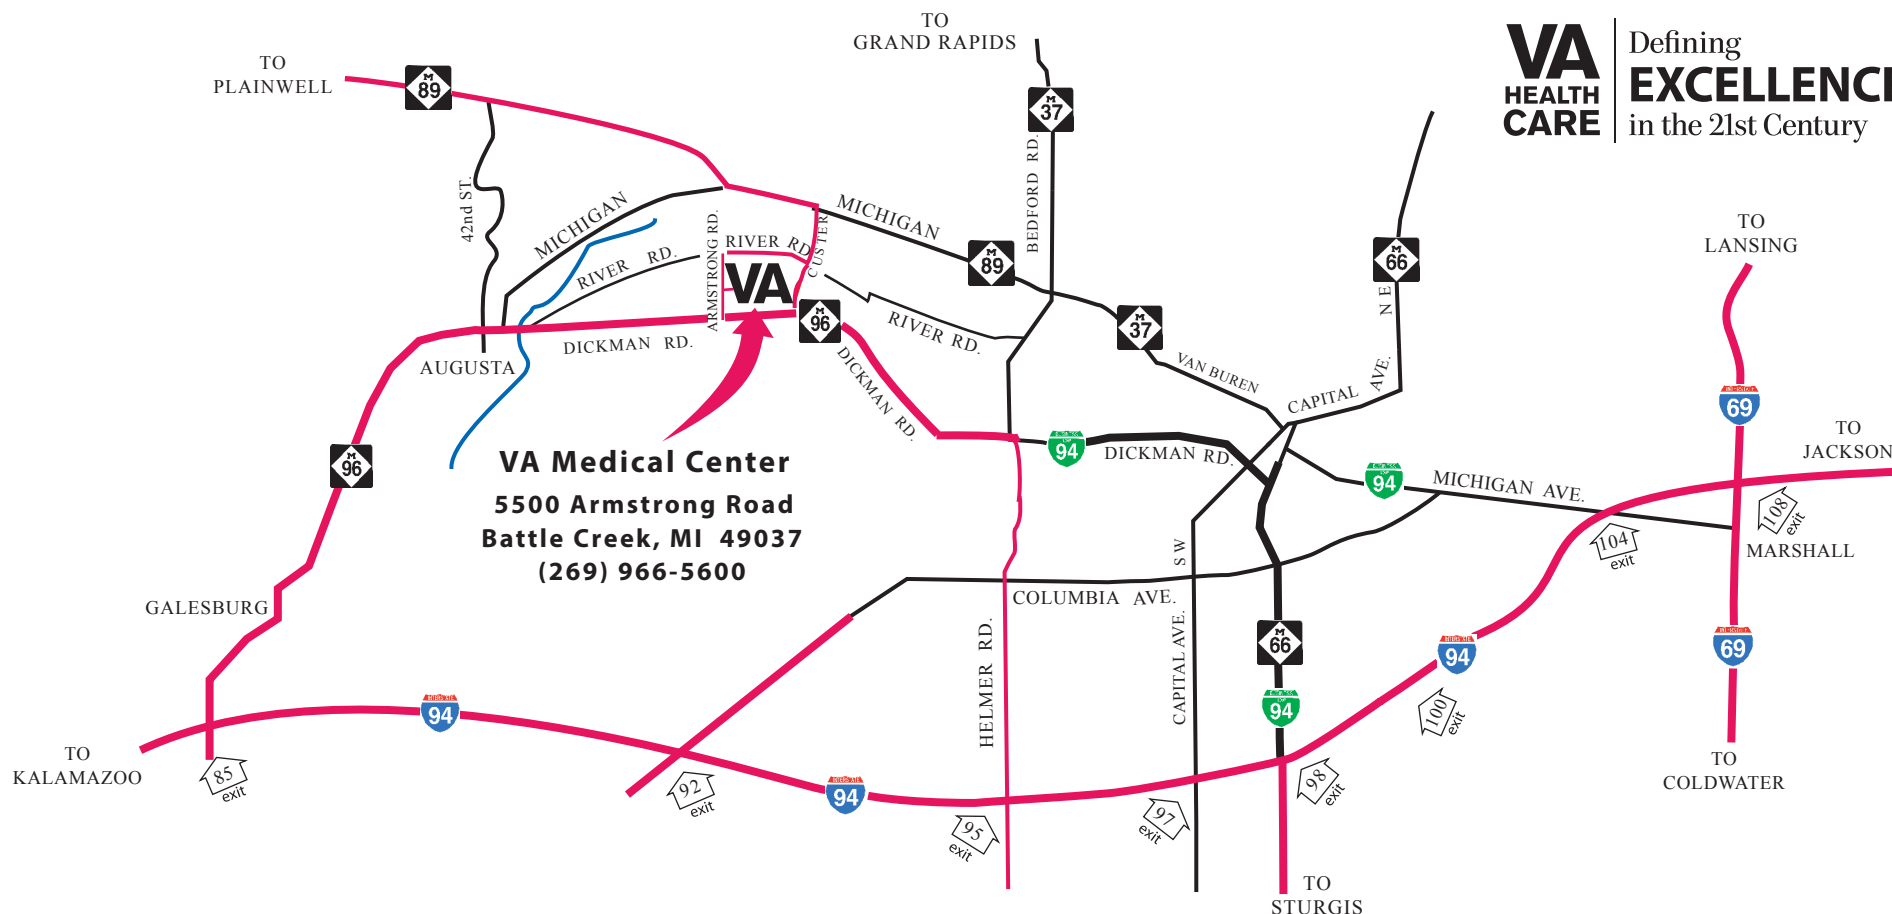 TO
GRAND RAPIDS
VA
HEALTH
CARE
Defining
EXCELLENC
in the 21st Century
TO
PLAINWELL
M
89
M
37
BEDFORD RD.
42nd ST.
MICHIGAN
RIVER RD.
ARMSTRONG RD.
RIVER RD
CUSTER
VA
MICHIGAN
M
89
M
66
N E
TO
LANSING
M
96
RIVER RD.
M
37
VAN BUREN
CAPITAL AVE.
DICKMAN RD.
AUGUSTA
DICKMAN RD.
69
TO
JACKSON
M
96
VA Medical Center
5500 Armstrong Road
Battle Creek, MI 49037
(269) 966-5600
94
DICKMAN RD.
94
MICHIGAN AVE.
108
exit
104
exit
MARSHALL
S W
COLUMBIA AVE.
GALESBURG
HELMER RD.
CAPITAL AVE.
M
66
INTERSTATE
94
69
94
INTERSTATE
94
100
exit
TO
KALAMAZOO
85
exit
92
exit
INTERSTATE
94
95
exit
97
exit
98
exit
TO
COLDWATER
TO
STURGIS